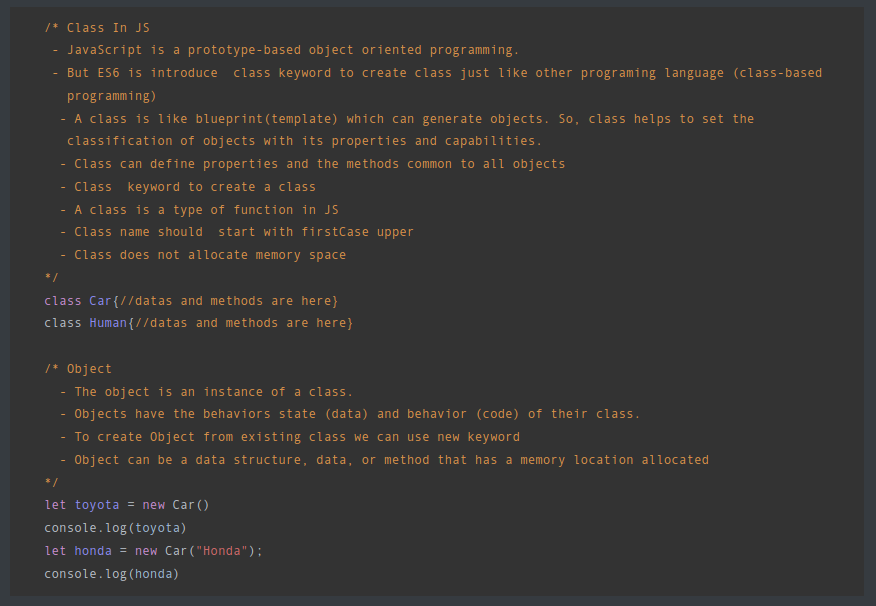 /* Class In JS
- JavaScript is a prototype-based object oriented programming.
- But ES6 is introduce  class keyword to create class just like other programing language (class-based
programming)
- A class is like blueprint(template) which can generate objects. So, class helps to set the
classification of objects with its properties and capabilities.
- Class can define properties and the methods common to all objects
- Class  keyword to create a class
- A class is a type of function in JS
- Class name should  start with firstCase upper
- Class does not allocate memory space
*/
class Car{//datas and methods are here}
class Human{//datas and methods are here}
/* Object
- The object is an instance of a class.
- Objects have the behaviors state (data) and behavior (code) of their class.
- To create Object from existing class we can use new keyword
- Object can be a data structure, data, or method that has a memory location allocated
*/
let toyota = new Car()
console.log(toyota)
let honda = new Car("Honda");
console.log(honda)